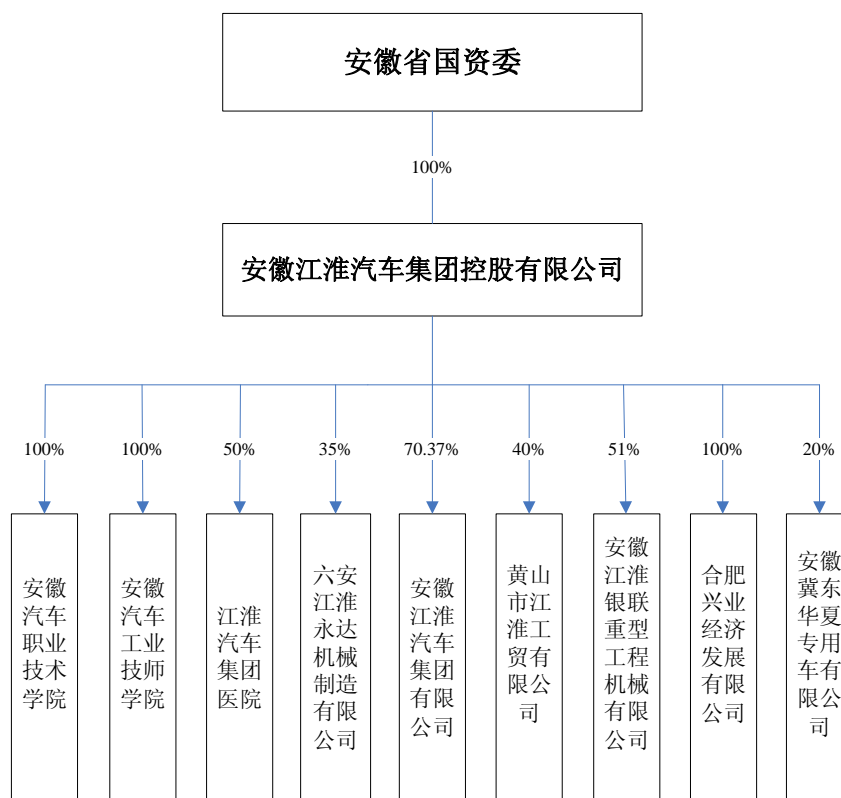 安徽省国资委
100%
安徽江淮汽车集团控股有限公司
100%
100%
50%
35%
70.37%
40%
51%
100%
20%
安徽
汽车
职业
技术
学院
安徽
汽车
工业
技师
学院
江淮
汽车
集团
医院
六安
江淮
永达
机械
制造
有限
公司
安徽
江淮
汽车
集团
有限
公司
黄山
市江
淮工
贸有
限公
司
安徽
江淮
银联
重型
工程
机械
有限
公司
合肥
兴业
经济
发展
有限
公司
安徽
冀东
华夏
专用
车有
限公
司